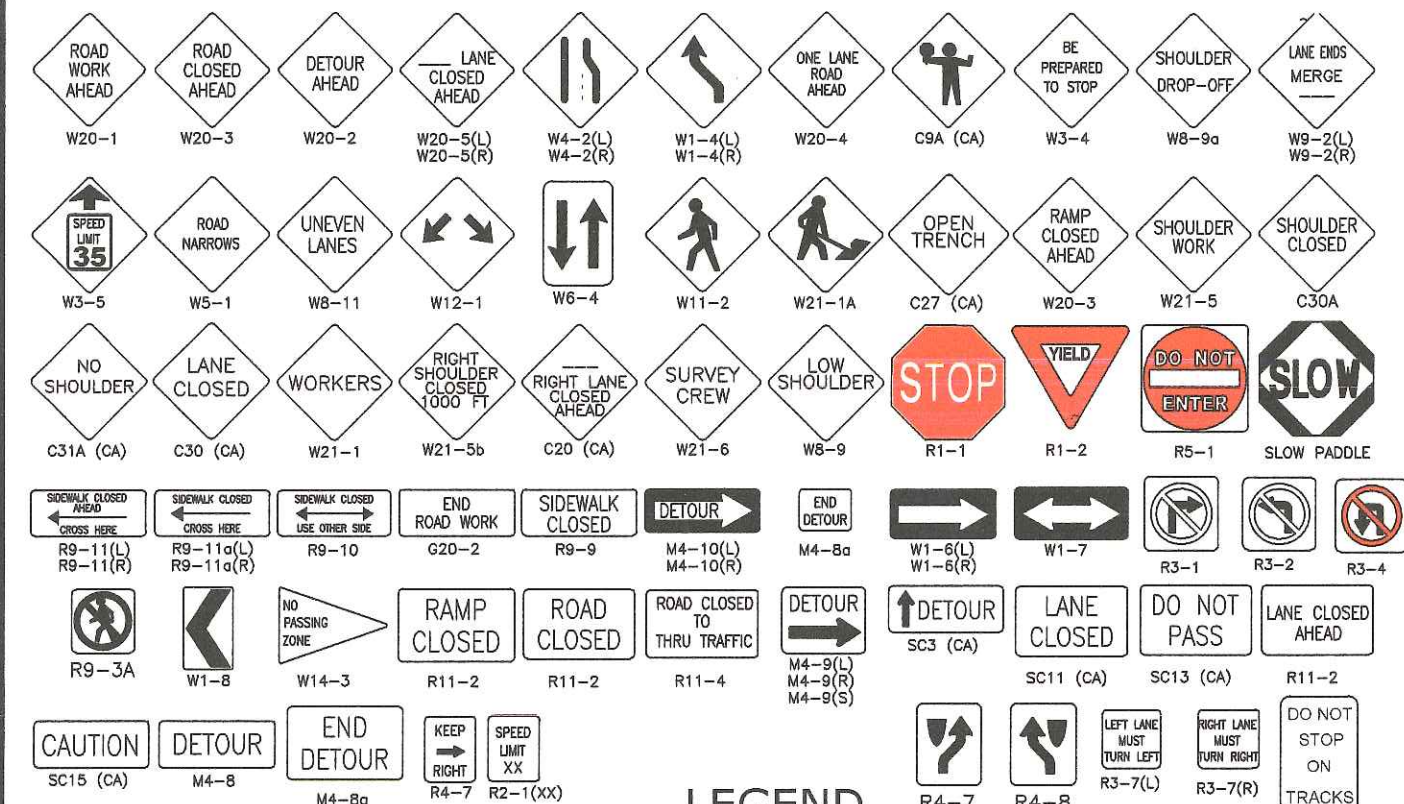 ROAD
WORK
AHEAD
W20-1
ROAD
CLOSED
AHEAD
W20-3
DETOUR
AHEAD
W20-2
___ LANE
CLOSED
AHEAD
W20-5(L)
W20-5(R)
W4-2(L)
W4-2(R)
W1-4(L)
W1-4(R)
ONE LANE
ROAD
AHEAD
W20-4
C9A (CA)
BE
PREPARED
TO STOP
W3-4
SHOULDER
DROP-OFF
W8-9a
LANE ENDS
MERGE
___
W9-2(L)
W9-2(R)
SPEED
LIMIT
35
W3-5
ROAD
NARROWS
W5-1
UNEVEN
LANES
W8-11
W12-1
W6-4
W11-2
W21-1A
OPEN
TRENCH
C27 (CA)
RAMP
CLOSED
AHEAD
W20-3
SHOULDER
WORK
W21-5
SHOULDER
CLOSED
C30A
NO
SHOULDER
C31A (CA)
LANE
CLOSED
C30 (CA)
WORKERS
W21-1
RIGHT
SHOULDER
CLOSED
1000 FT
W21-5b
___
RIGHT LANE
CLOSED
AHEAD
C20 (CA)
SURVEY
CREW
W21-6
LOW
SHOULDER
W8-9
STOP
R1-1
YIELD
R1-2
DO NOT
ENTER
R5-1
SLOW
SLOW PADDLE
SIDEWALK CLOSED
AHEAD
CROSS HERE
R9-11(L)
R9-11(R)
SIDEWALK CLOSED
CROSS HERE
R9-11a(L)
R9-11a(R)
SIDEWALK CLOSED
USE OTHER SIDE
R9-10
END
ROAD WORK
G20-2
SIDEWALK
CLOSED
R9-9
DETOUR
M4-10(L)
M4-10(R)
END
DETOUR
M4-8a
W1-6(L)
W1-6(R)
W1-7
R3-1
R3-2
R3-4
R9-3A
W1-8
NO
PASSING
ZONE
W14-3
RAMP
CLOSED
R11-2
ROAD
CLOSED
R11-2
ROAD CLOSED
TO
THRU TRAFFIC
R11-4
DETOUR
M4-9(L)
M4-9(R)
M4-9(S)
DETOUR
SC3 (CA)
LANE
CLOSED
SC11 (CA)
DO NOT
PASS
SC13 (CA)
LANE CLOSED
AHEAD
R11-2
CAUTION
SC15 (CA)
DETOUR
M4-8
END
DETOUR
M4-8a
KEEP
RIGHT
R4-7
SPEED
LIMIT
XX
R2-1(XX)
LEGEND
R4-7
R4-8
LEFT LANE
MUST
TURN LEFT
R3-7(L)
RIGHT LANE
MUST
TURN RIGHT
R3-7(R)
DO NOT
STOP
ON
TRACKS